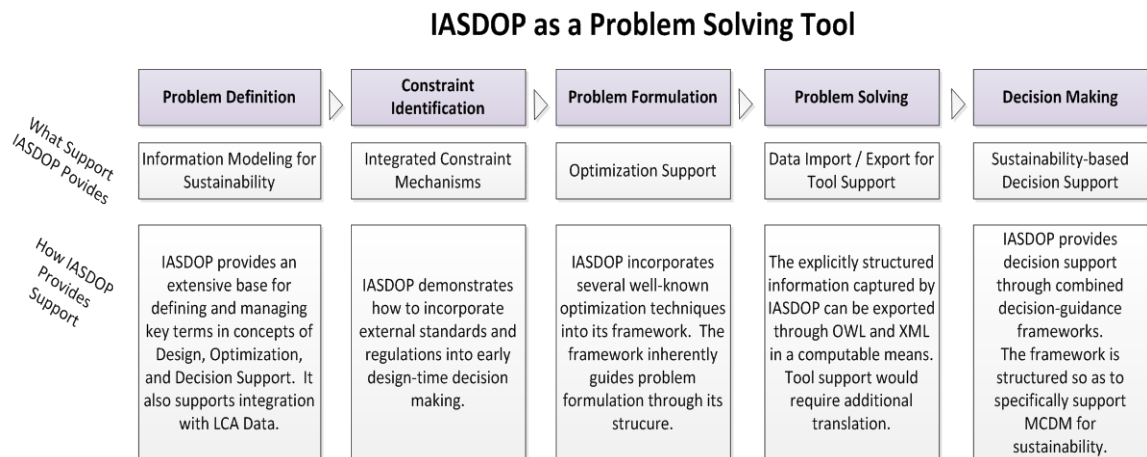 IASDOP as a Problem Solving Tool
Problem Definition
Constraint
Identification
Problem Formulation
Problem Solving
Decision Making
What Support
IASDOP Povides
Information Modeling for
Sustainability
Integrated Constraint
Mechanisms
Optimization Support
Data Import / Export for
Tool Support
Sustainability-based
Decision Support
How IASDOP
Provides
Support
IASDOP provides an
extensive base for
defining and managing
key terms in concepts of
Design, Optimization,
and Decision Support.  It
also supports integration
with LCA Data.
IASDOP demonstrates
how to incorporate
external standards and
regulations into early
design-time decision
making.
IASDOP incorporates
several well-known
optimization techniques
into its framework.  The
framework inherently
guides problem
formulation through its
strucure.
The explicitly structured
information captured by
IASDOP can be exported
through OWL and XML
in a computable means.
Tool support would
require additional
translation.
IASDOP provides
decision support
through combined
decision-guidance
frameworks.
The framework is
structured so as to
specifically support
MCDM for
sustainability.